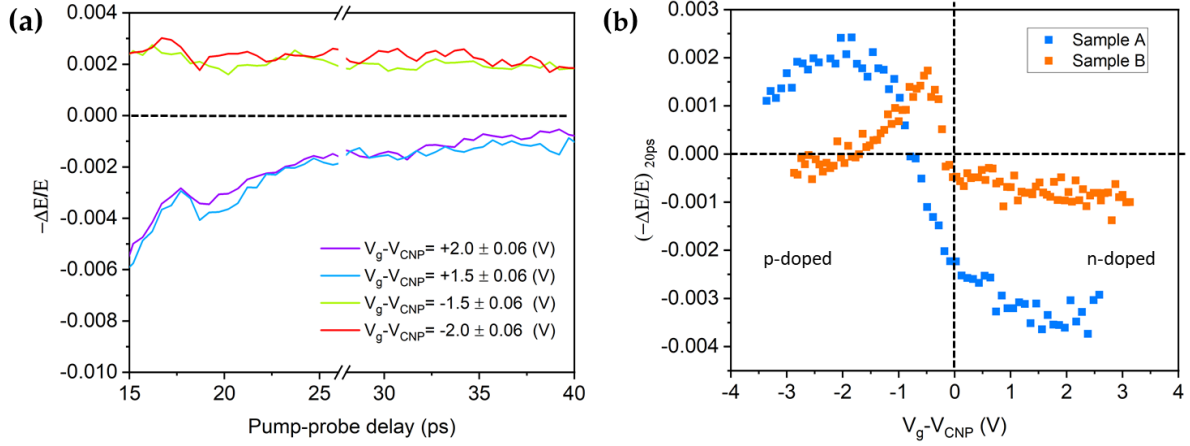 (a)
0.004
0.002
0.000
-0.002
-0.004
-0.006
-0.010
−ΔE/E
15
20
25
30
35
40
Pump-probe delay (ps)
V_g-V_CNP= +2.0 ± 0.06 (V)
V_g-V_CNP= +1.5 ± 0.06 (V)
V_g-V_CNP= -1.5 ± 0.06 (V)
V_g-V_CNP= -2.0 ± 0.06 (V)
(b)
0.003
0.002
0.001
0.000
-0.001
-0.002
-0.003
-0.004
(−ΔE/E) 20ps
Sample A
Sample B
p-doped
n-doped
-4
-3
-2
-1
0
1
2
3
4
V_g-V_CNP (V)